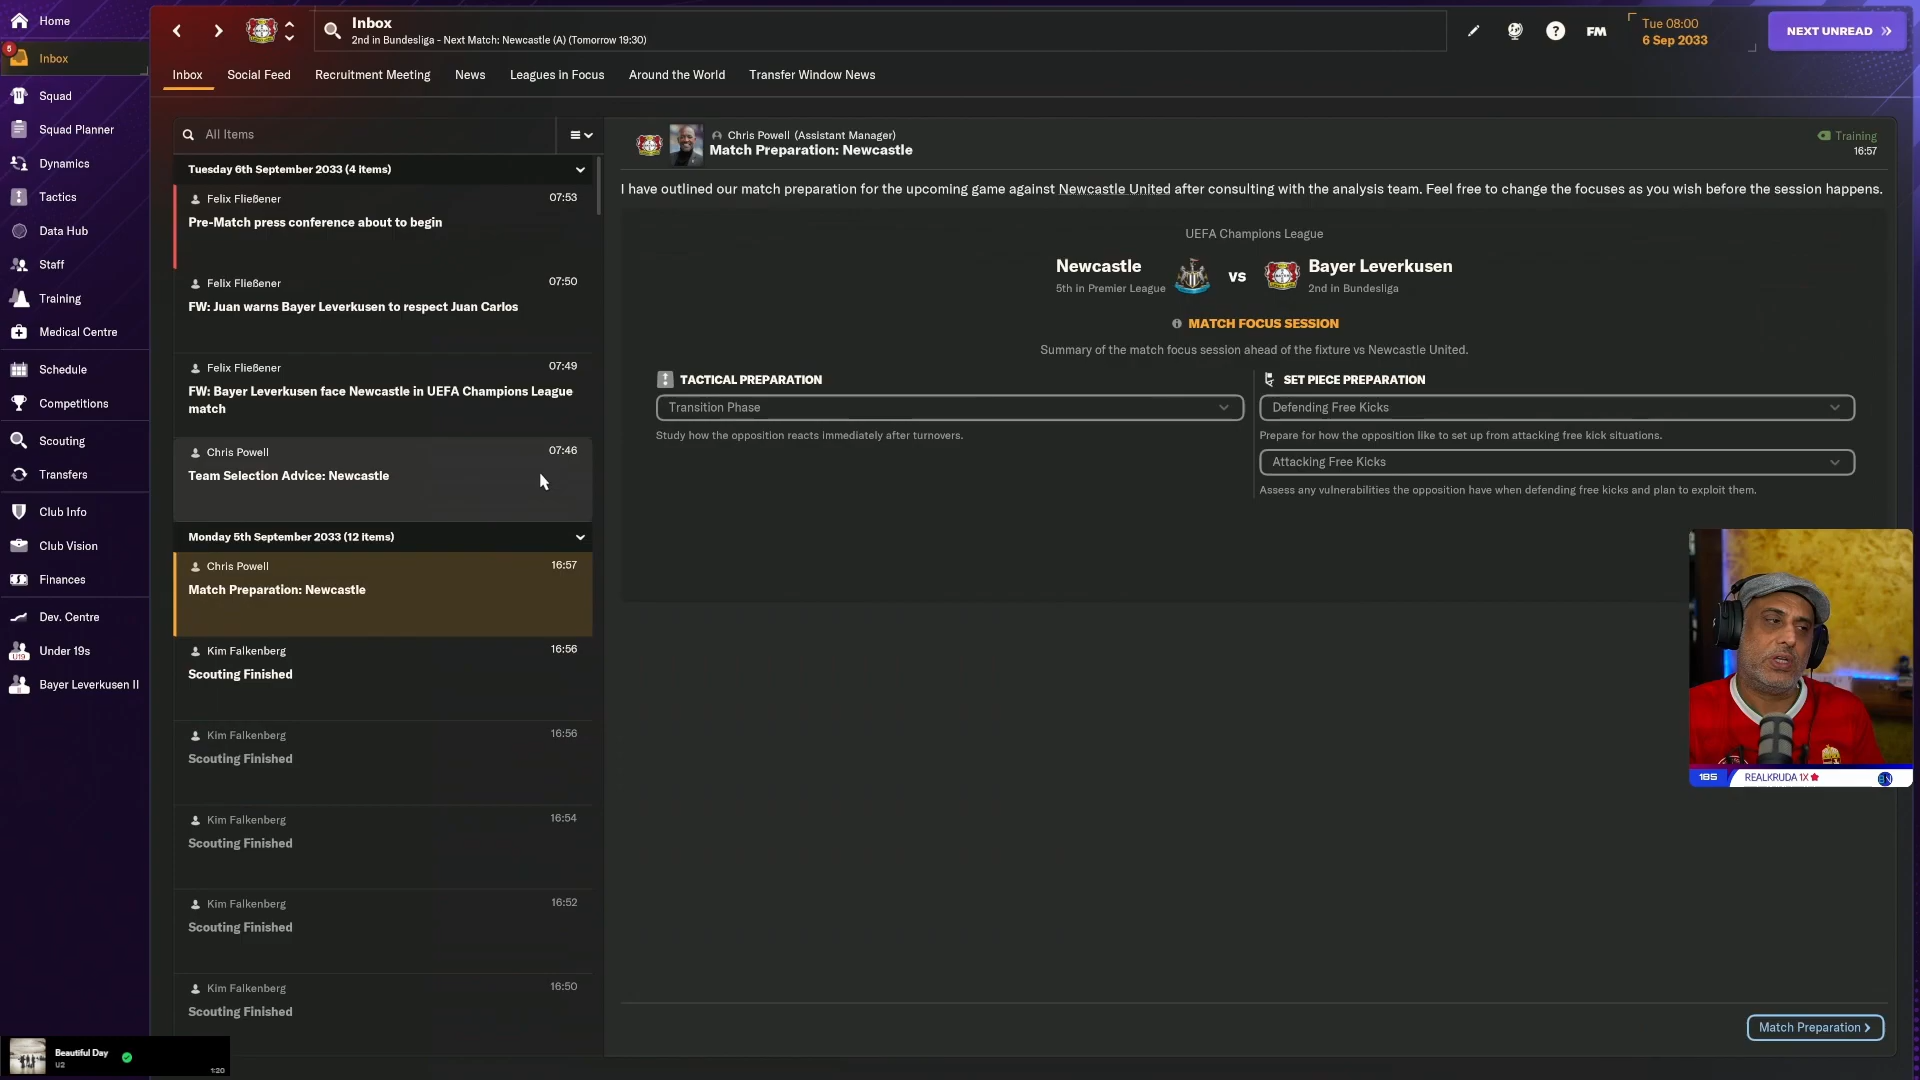 Home
6
Inbox
Squad
Squad Planner
Dynamics
Tactics
Data Hub
Staff
Training
Medical Centre
Schedule
Competitions
Scouting
Transfers
Club Info
Club Vision
Finances
Dev. Centre
Under 19s
Bayer Leverkusen II
Inbox
2nd in Bundesliga - Next Match: Newcastle (A) (Tomorrow 19:30)
FM
Tue 08:00
6 Sep 2033
NEXT UNREAD
Inbox Social Feed Recruitment Meeting News Leagues in Focus Around the World Transfer Window News
All Items
Tuesday 6th September 2033 (4 items)
Felix Fließener 07:53
Pre-Match press conference about to begin
Felix Fließener 07:50
FW: Juan warns Bayer Leverkusen to respect Juan Carlos
Felix Fließener 07:49
FW: Bayer Leverkusen face Newcastle in UEFA Champions League
match
Chris Powell 07:46
Team Selection Advice: Newcastle
Monday 5th September 2033 (12 items)
Chris Powell 16:57
Match Preparation: Newcastle
Kim Falkenberg 16:56
Scouting Finished
Kim Falkenberg 16:56
Scouting Finished
Kim Falkenberg 16:54
Scouting Finished
Kim Falkenberg 16:52
Scouting Finished
Kim Falkenberg 16:50
Scouting Finished
Chris Powell (Assistant Manager)
Match Preparation: Newcastle
Training
16:57
I have outlined our match preparation for the upcoming game against Newcastle United after consulting with the analysis team. Feel free to change the focuses as you wish before the session happens.
UEFA Champions League
Newcastle
5th in Premier League
vs
Bayer Leverkusen
2nd in Bundesliga
MATCH FOCUS SESSION
Summary of the match focus session ahead of the fixture vs Newcastle United.
TACTICAL PREPARATION
Transition Phase
Study how the opposition reacts immediately after turnovers.
SET PIECE PREPARATION
Defending Free Kicks
Prepare for how the opposition like to set up from attacking free kick situations.
Attacking Free Kicks
Assess any vulnerabilities the opposition have when defending free kicks and plan to exploit them.
185 REALKRUDA 1X
Match Preparation >
Beautiful Day
U2
1:20